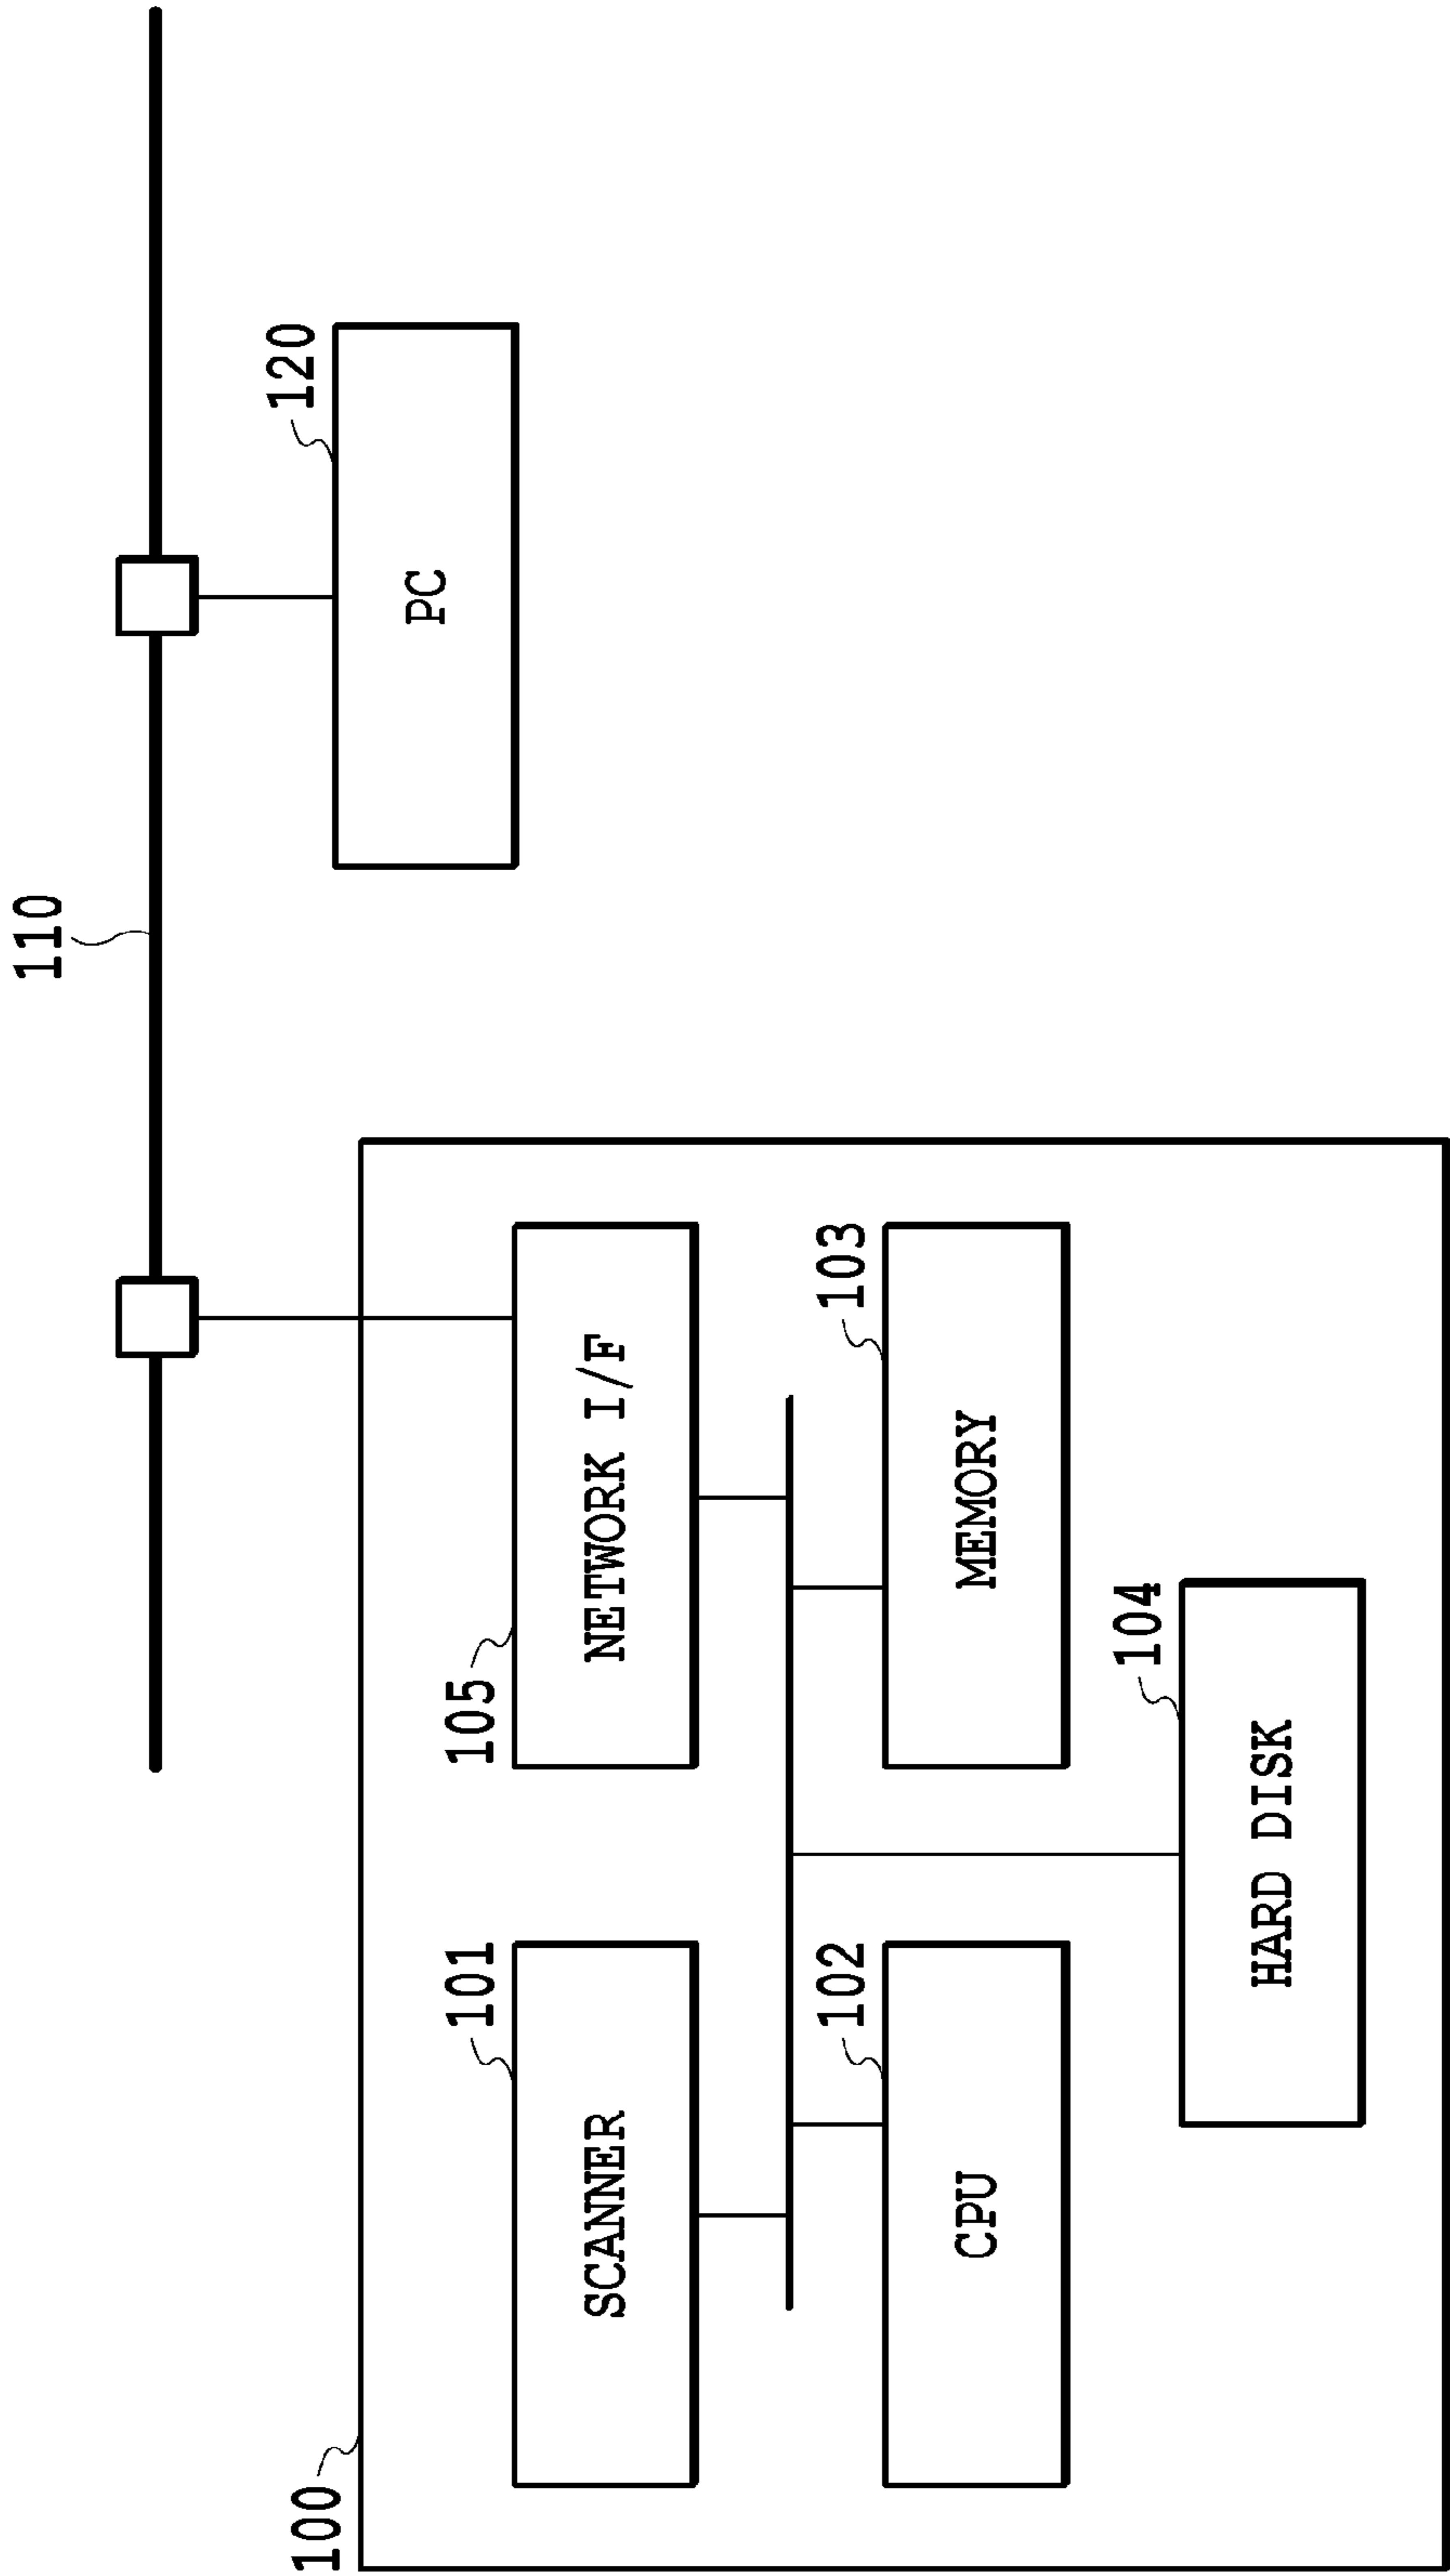 110
120
PC
100
101
SCANNER
105
NETWORK I/F
102
CPU
103
MEMORY
104
HARD DISK